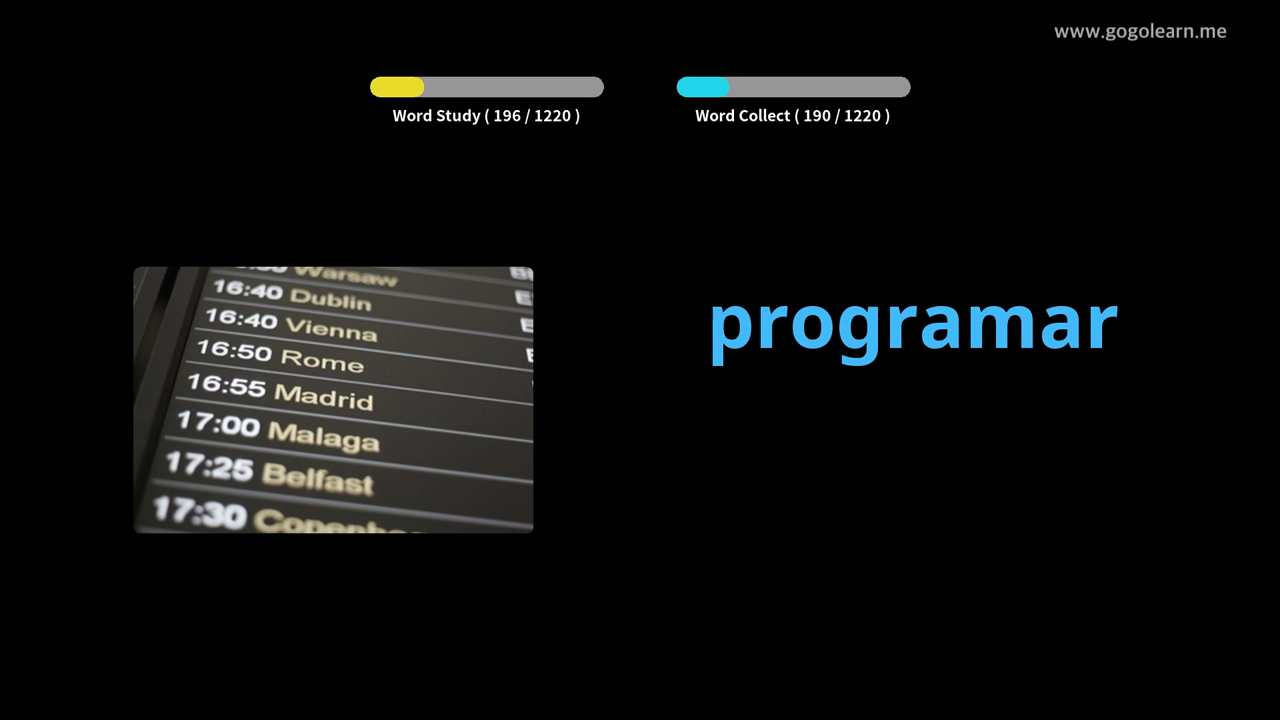 www.gogolearn.me
Word Study ( 196 / 1220 )
Word Collect ( 190 / 1220 )
Warsaw
16:40 Dublin
16:40 Vienna
16:50 Rome
16:55 Madrid
17:00 Malaga
17:25 Belfast
17:30
programar